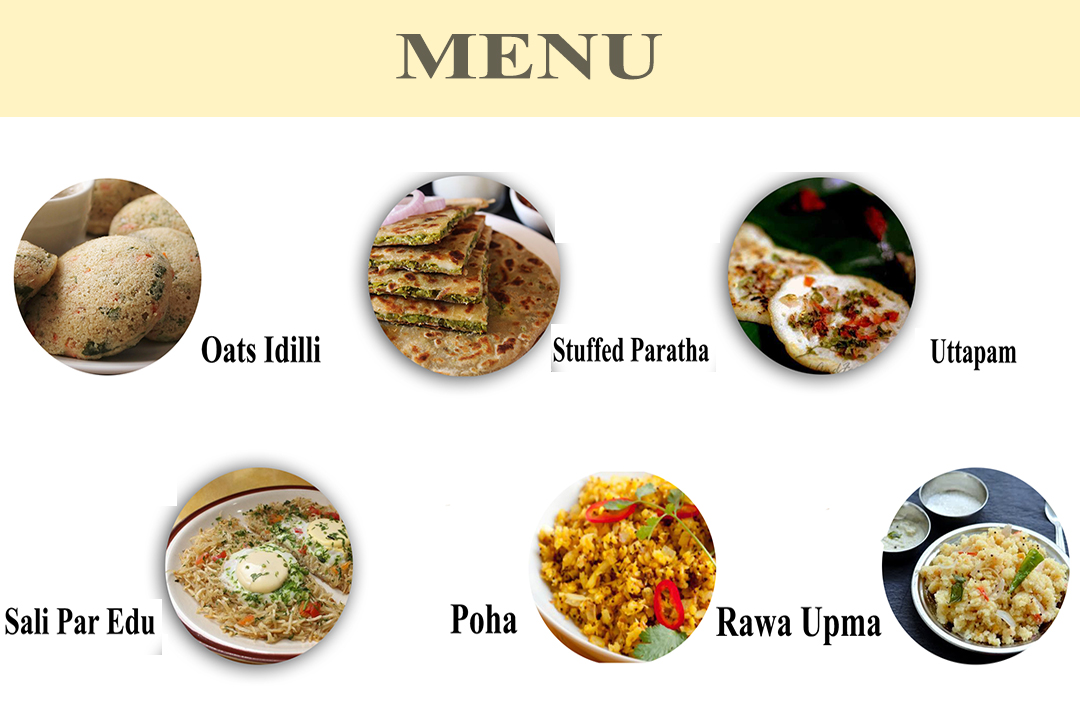 MENU
Oats Idilli
Stuffed Paratha
Uttapam
Sali Par Edu
Poha
Rawa Upma